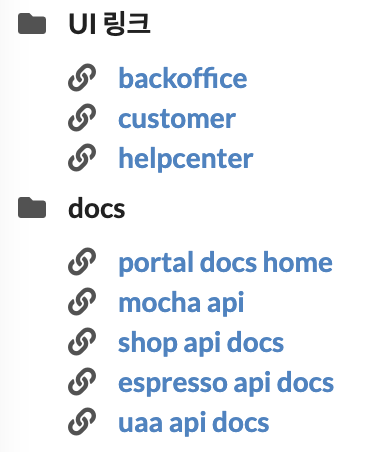 UI 링크
backoffice
customer
helpcenter
docs
portal docs home
mocha api
shop api docs
espresso api docs
uaa api docs